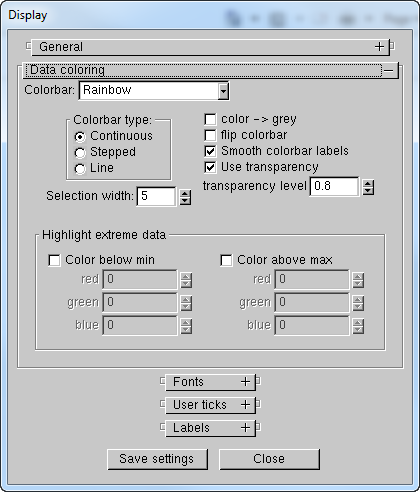 Display
General +
Data coloring −
Colorbar: Rainbow
Colorbar type:
Continuous
Stepped
Line
color -> grey
flip colorbar
Smooth colorbar labels
Use transparency
Selection width: 5
transparency level 0.8
Highlight extreme data
Color below min
red 0
green 0
blue 0
Color above max
red 0
green 0
blue 0
Fonts +
User ticks +
Labels +
Save settings
Close